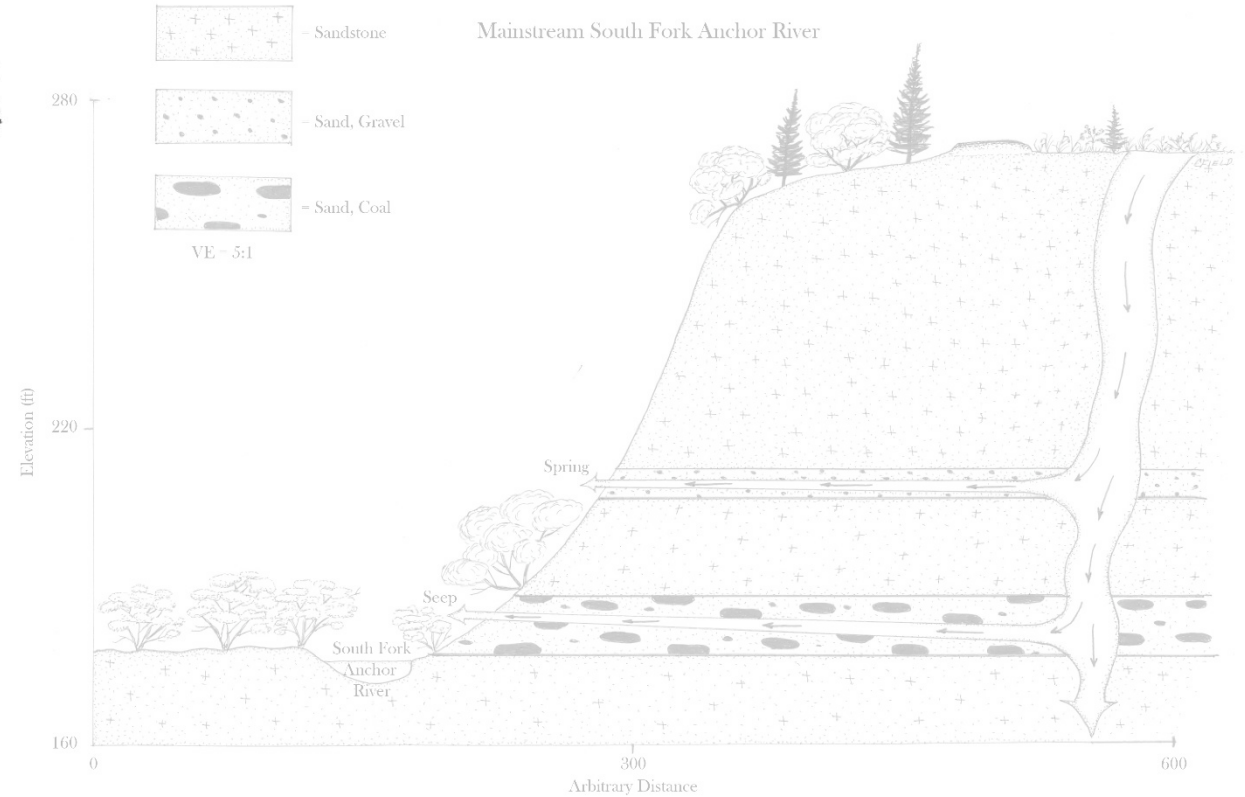 Mainstream South Fork Anchor River
= Sandstone
= Sand, Gravel
= Sand, Coal
VE = 5:1
280
220
160
Elevation (ft)
Spring
Seep
South Fork
Anchor
River
0
300
600
Arbitrary Distance